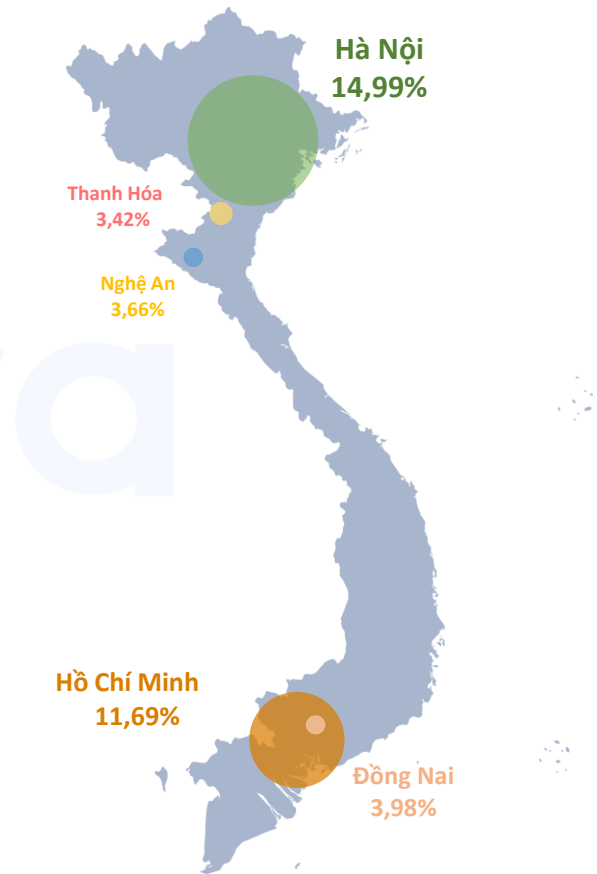 Hà Nội
14,99%
Thanh Hóa
3,42%
Nghệ An
3,66%
Hồ Chí Minh
11,69%
Đồng Nai
3,98%